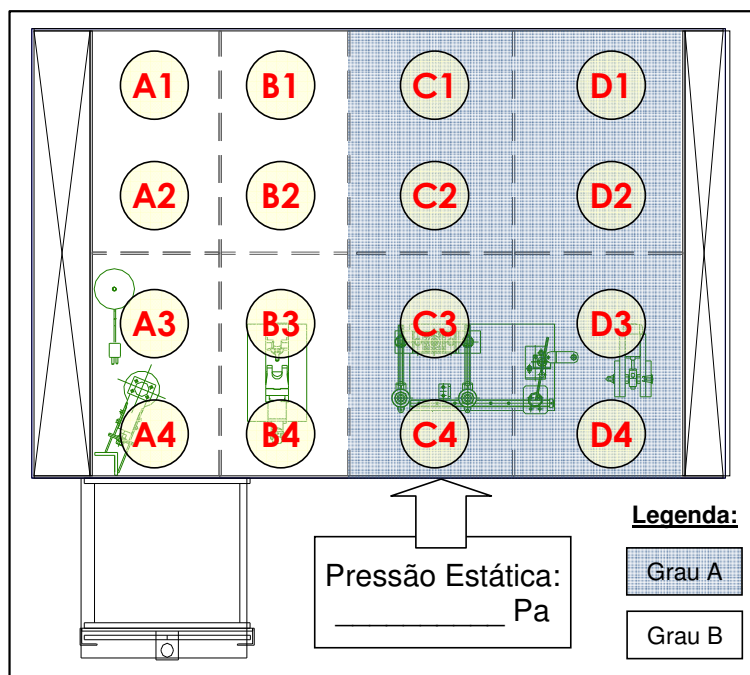 A1 B1 C1 D1
A2 B2 C2 D2
A3 B3 C3 D3
A4 B4 C4 D4
Pressão Estática:
___________ Pa
Legenda:
Grau A
Grau B